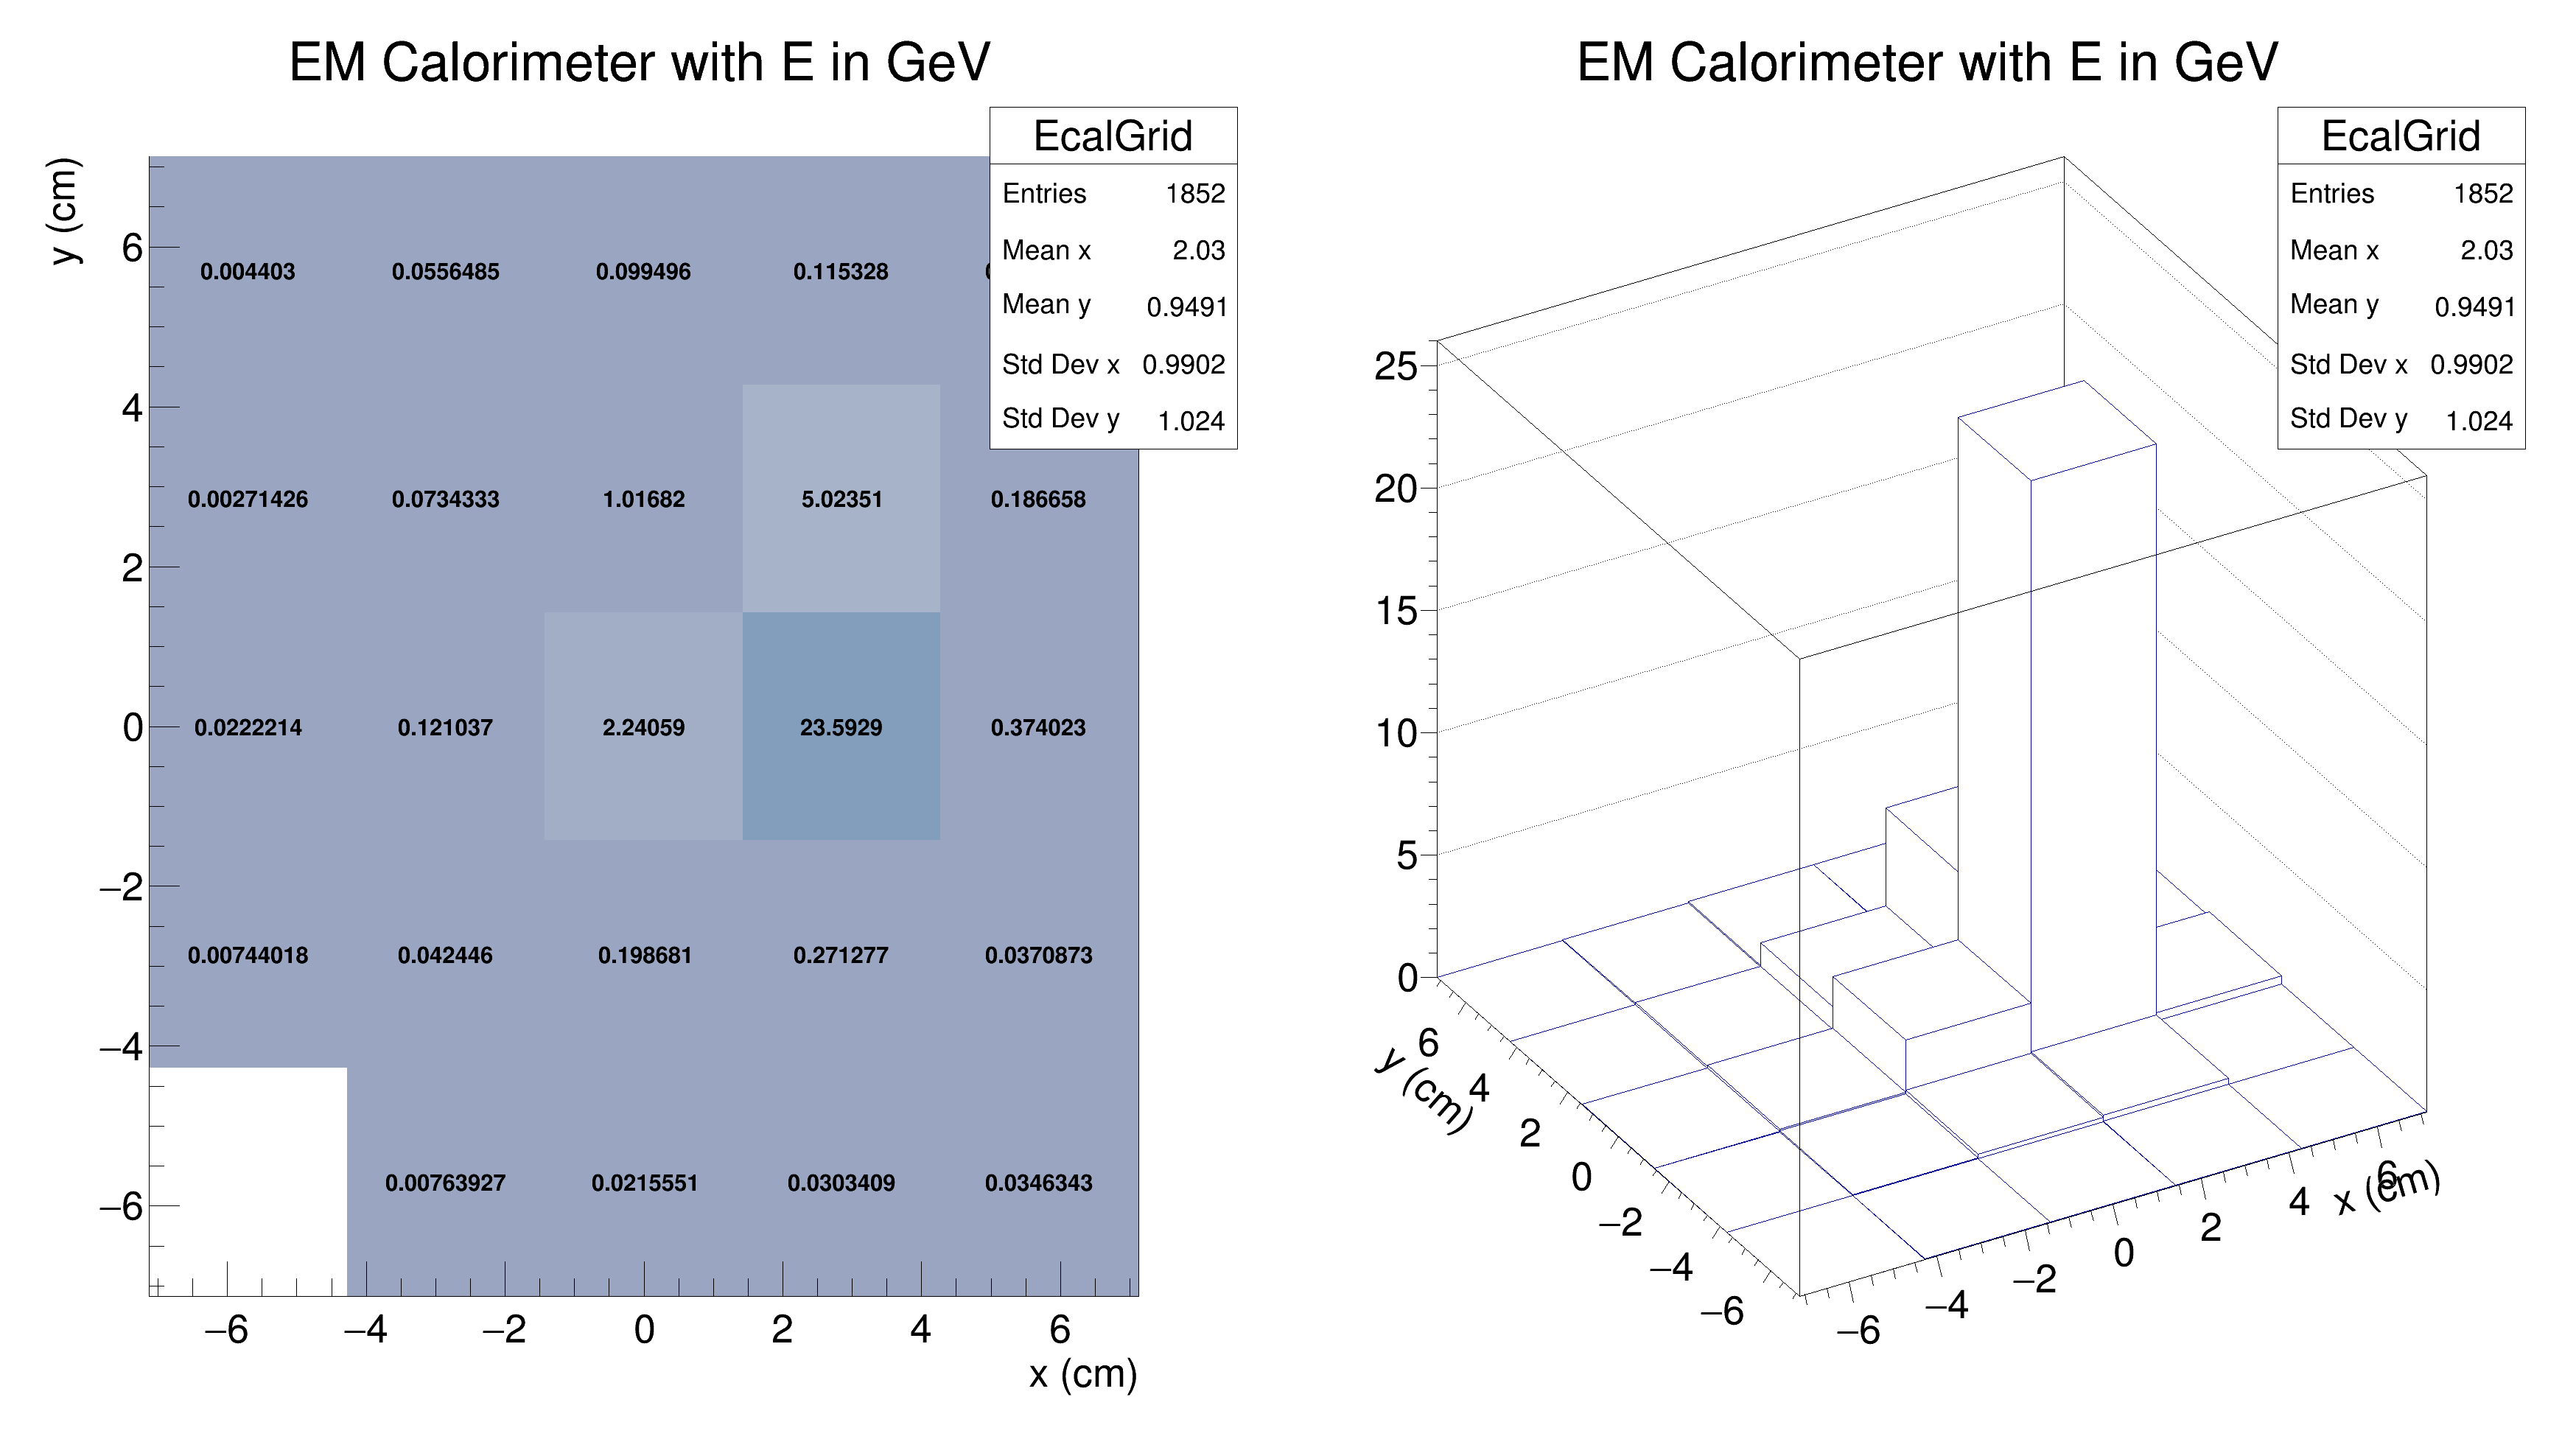 EM Calorimeter with E in GeV
EcalGrid
Entries 1852
Mean x 2.03
Mean y 0.9491
Std Dev x 0.9902
Std Dev y 1.024
y (cm)
6
4
2
0
−2
−4
−6
0.004403 0.0556485 0.099496 0.115328
0.00271426 0.0734333 1.01682 5.02351 0.186658
0.0222214 0.121037 2.24059 23.5929 0.374023
0.00744018 0.042446 0.198681 0.271277 0.0370873
0.00763927 0.0215551 0.0303409 0.0346343
−6 −4 −2 0 2 4 6
x (cm)
EM Calorimeter with E in GeV
EcalGrid
Entries 1852
Mean x 2.03
Mean y 0.9491
Std Dev x 0.9902
Std Dev y 1.024
25
20
15
10
5
0
y (cm)
6
4
2
0
−2
−4
−6
−6 −4 −2 0 2 4 6
x (cm)